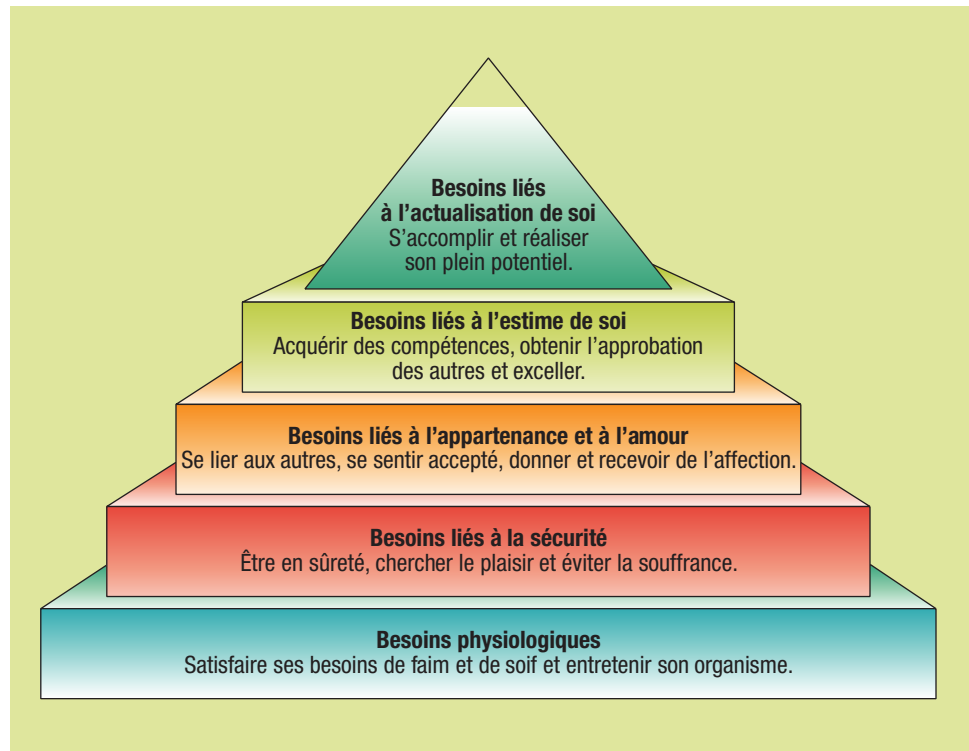 Besoins liés
à l’actualisation de soi
S’accomplir et réaliser
son plein potentiel.
Besoins liés à l’estime de soi
Acquérir des compétences, obtenir l’approbation
des autres et exceller.
Besoins liés à l’appartenance et à l’amour
Se lier aux autres, se sentir accepté, donner et recevoir de l’affection.
Besoins liés à la sécurité
Être en sûreté, chercher le plaisir et éviter la souffrance.
Besoins physiologiques
Satisfaire ses besoins de faim et de soif et entretenir son organisme.